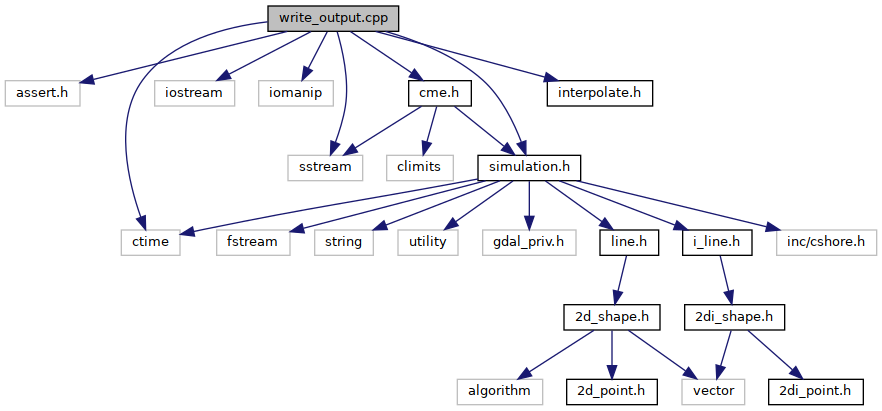 write_output.cpp
assert.h
iostream
iomanip
cme.h
interpolate.h
sstream
climits
simulation.h
ctime
fstream
string
utility
gdal_priv.h
line.h
i_line.h
inc/cshore.h
2d_shape.h
2di_shape.h
algorithm
2d_point.h
vector
2di_point.h